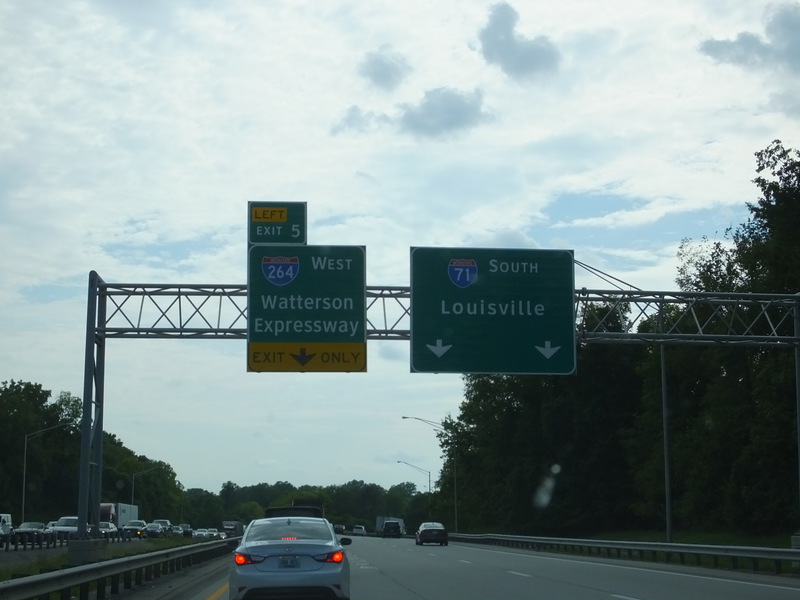 LEFT
EXIT 5
264 WEST
Watterson
Expressway
EXIT ONLY
71 SOUTH
Louisville